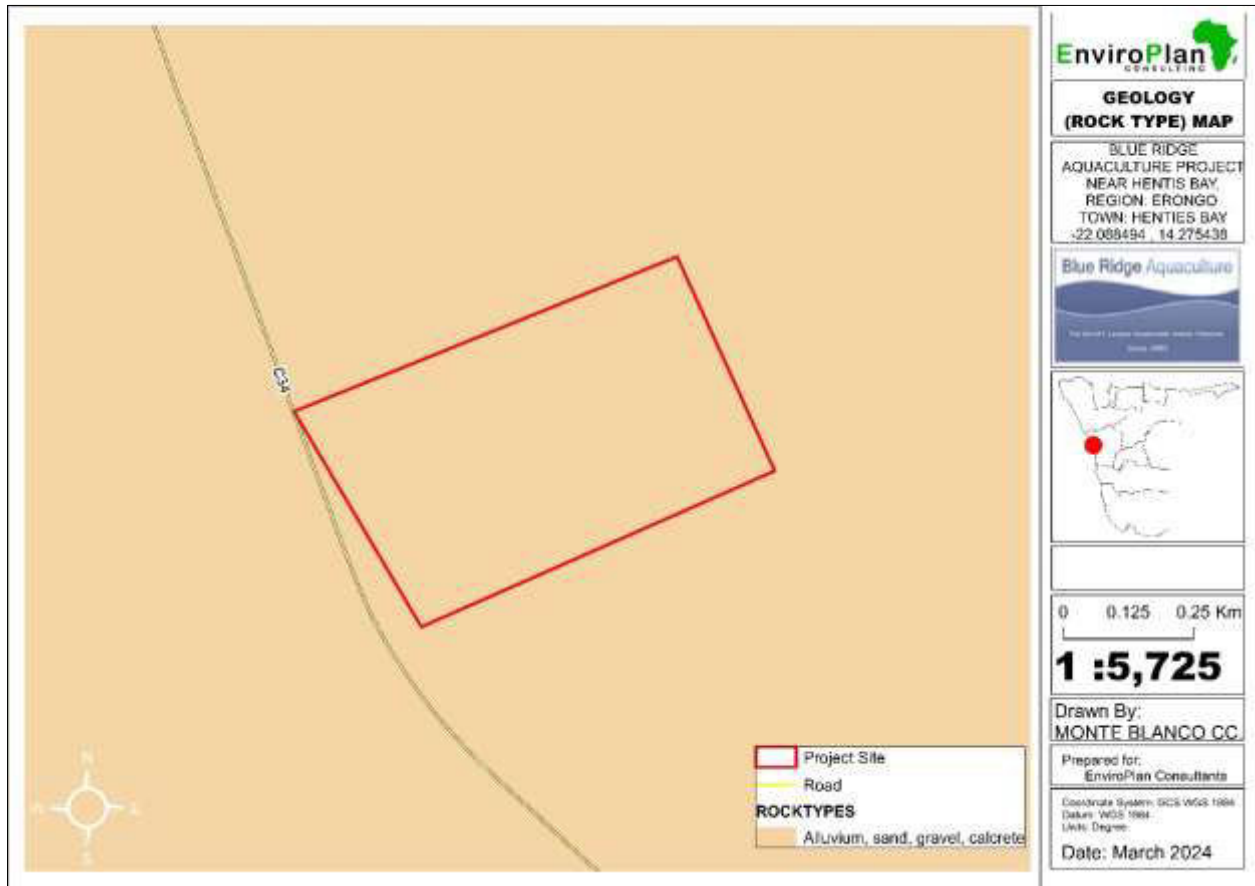 C34
N
W
E
S
Project Site
Road
ROCKTYPES
Alluvium, sand, gravel, calcrete
EnviroPlan
CONSULTING
GEOLOGY
(ROCK TYPE) MAP
BLUE RIDGE
AQUACULTURE PROJECT
NEAR HENTIS BAY,
REGION: ERONGO
TOWN: HENTIES BAY
-22.088494 , 14.275438
Blue Ridge Aquaculture
0 0.125 0.25 Km
1 :5,725
Drawn By:
MONTE BLANCO CC.
Prepared for:
EnviroPlan Consultants
Coordinate System: GCS WGS 1984
Datum: WGS 1984
Units: Degree
Date: March 2024